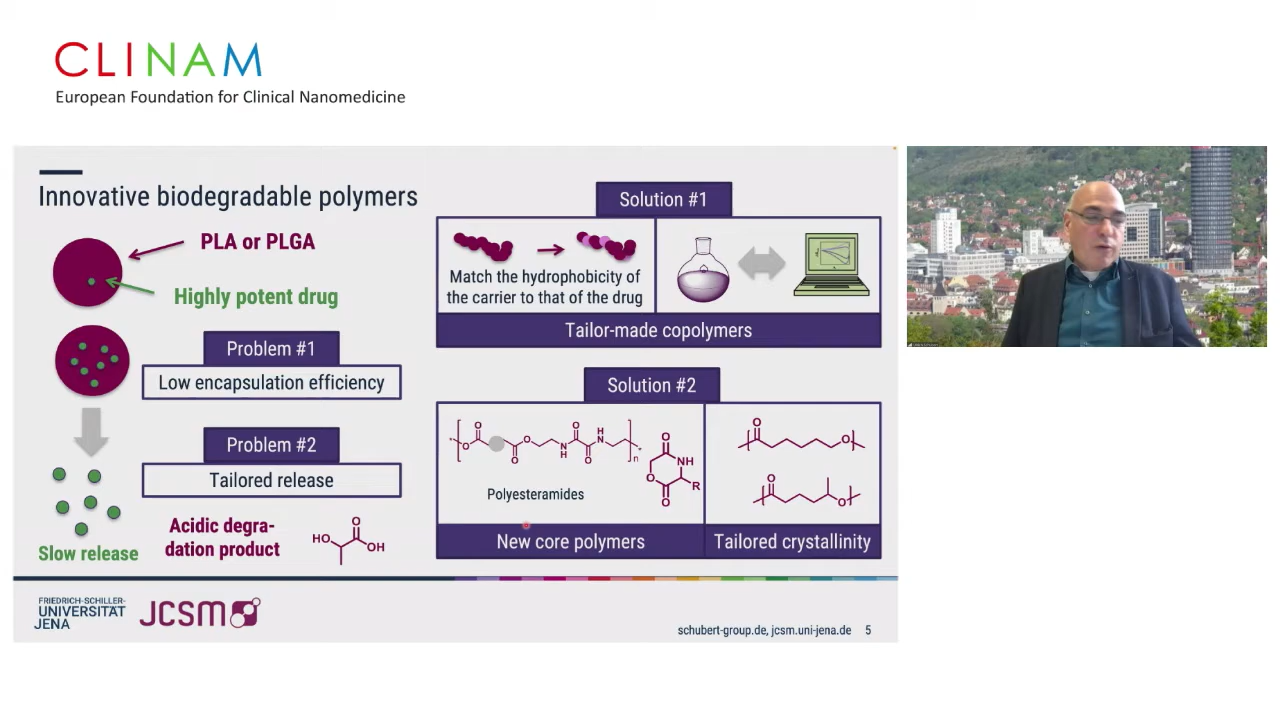 CLINAM
European Foundation for Clinical Nanomedicine
Innovative biodegradable polymers
PLA or PLGA
Highly potent drug
Problem #1
Low encapsulation efficiency
Problem #2
Tailored release
Slow release
Acidic degra-
dation product
HO
O
OH
Solution #1
Match the hydrophobicity of
the carrier to that of the drug
Tailor-made copolymers
Solution #2
O
O
O
O
O
N
H
O
O
H
N
n
Polyesteramides
O
NH
O
R
O
New core polymers
O
O
O
O
Tailored crystallinity
FRIEDRICH-SCHILLER-
UNIVERSITÄT
JENA
JCSM
schubert-group.de, jcsm.uni-jena.de 5